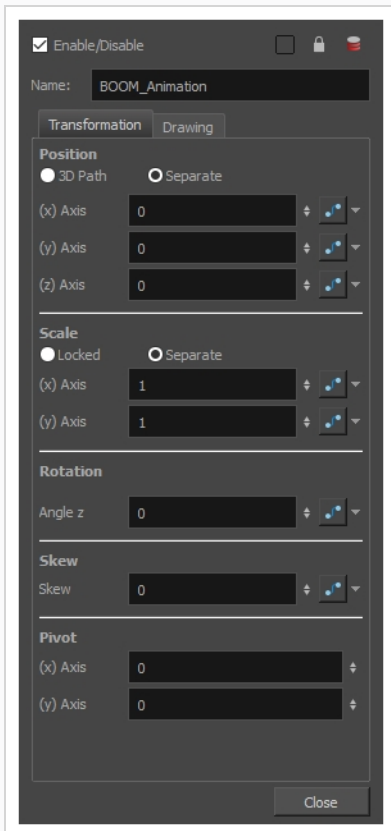 Enable/Disable
Name: BOOM_Animation
Transformation Drawing
Position
3D Path Separate
(x) Axis 0
(y) Axis 0
(z) Axis 0
Scale
Locked Separate
(x) Axis 1
(y) Axis 1
Rotation
Angle z 0
Skew
Skew 0
Pivot
(x) Axis 0
(y) Axis 0
Close